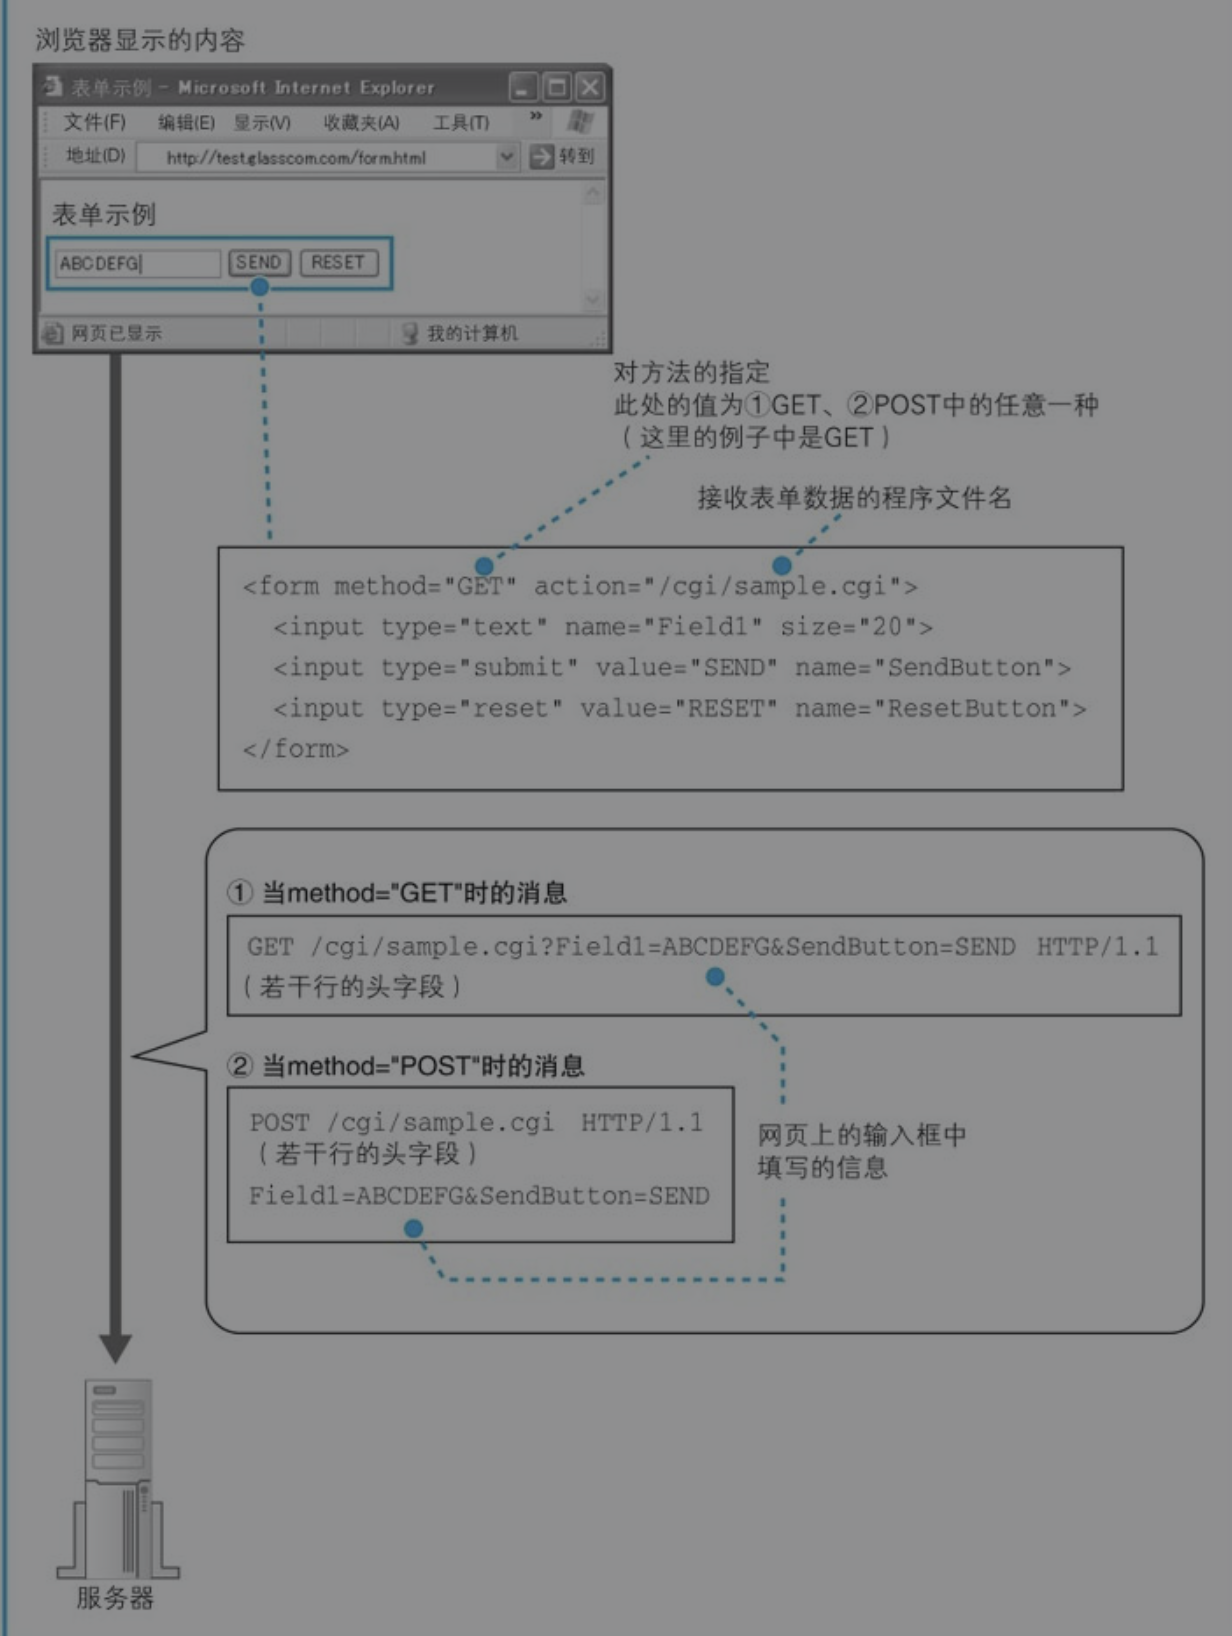 浏览器显示的内容
表单示例 - Microsoft Internet Explorer
文件(F) 编辑(E) 显示(V) 收藏夹(A) 工具(T) »
地址(D) http://test.glasscom.com/form.html 转到
表单示例
ABCDEFG SEND RESET
网页已显示 我的计算机
对方法的指定
此处的值为①GET、②POST中的任意一种
（这里的例子中是GET）
接收表单数据的程序文件名
<form method="GET" action="/cgi/sample.cgi">
<input type="text" name="Field1" size="20">
<input type="submit" value="SEND" name="SendButton">
<input type="reset" value="RESET" name="ResetButton">
</form>
① 当method="GET"时的消息
GET /cgi/sample.cgi?Field1=ABCDEFG&SendButton=SEND HTTP/1.1
（若干行的头字段）
② 当method="POST"时的消息
POST /cgi/sample.cgi HTTP/1.1
（若干行的头字段）
Field1=ABCDEFG&SendButton=SEND
网页上的输入框中
填写的信息
服务器